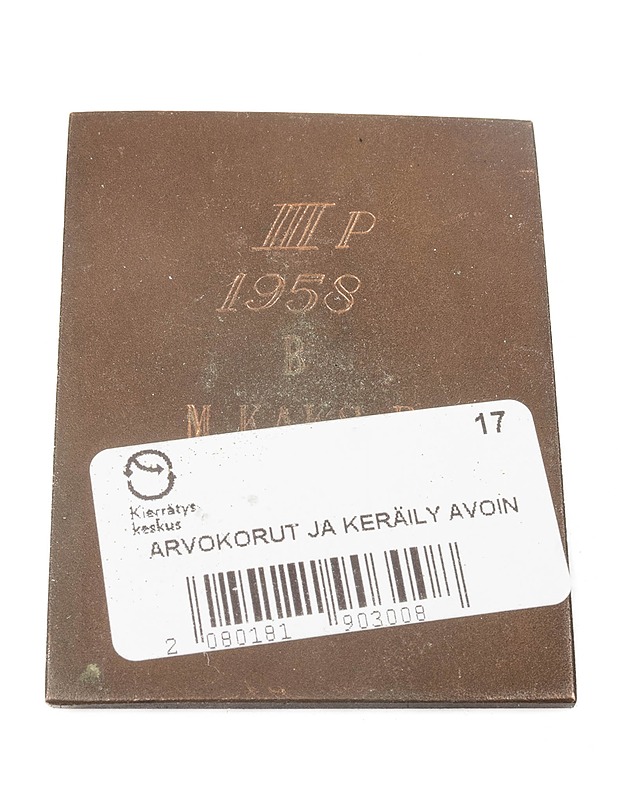 III P
1958
B
M
17
Kierrätys
keskus
ARVOKORUT JA KERÄILY AVOIN
2 080181 903008